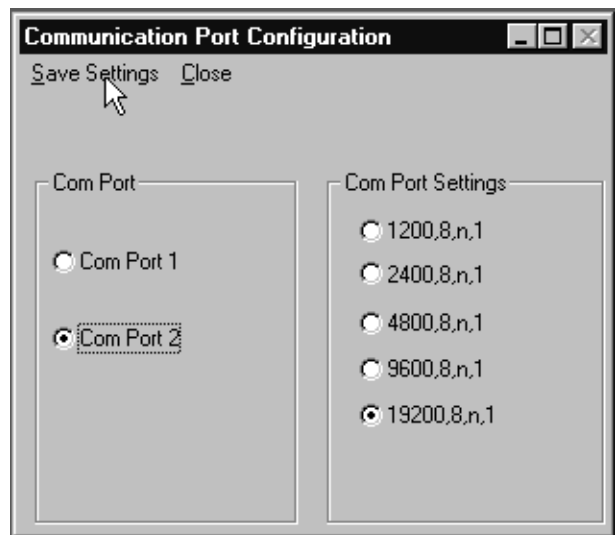 Communication Port Configuration
Save Settings Close
Com Port
Com Port 1
Com Port 2
Com Port Settings
1200,8,n,1
2400,8,n,1
4800,8,n,1
9600,8,n,1
19200,8,n,1